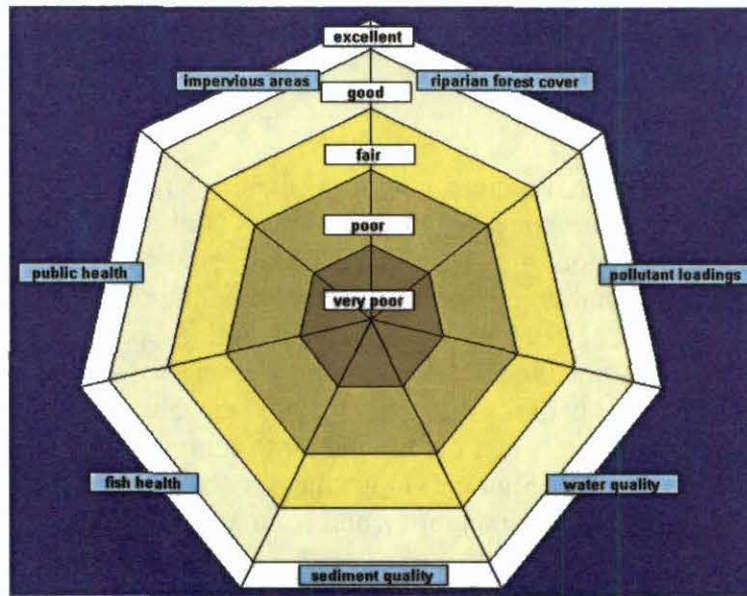 excellent
impervious areas
riparian forest cover
good
fair
poor
public health
pollutant loadings
very poor
fish health
water quality
sediment quality